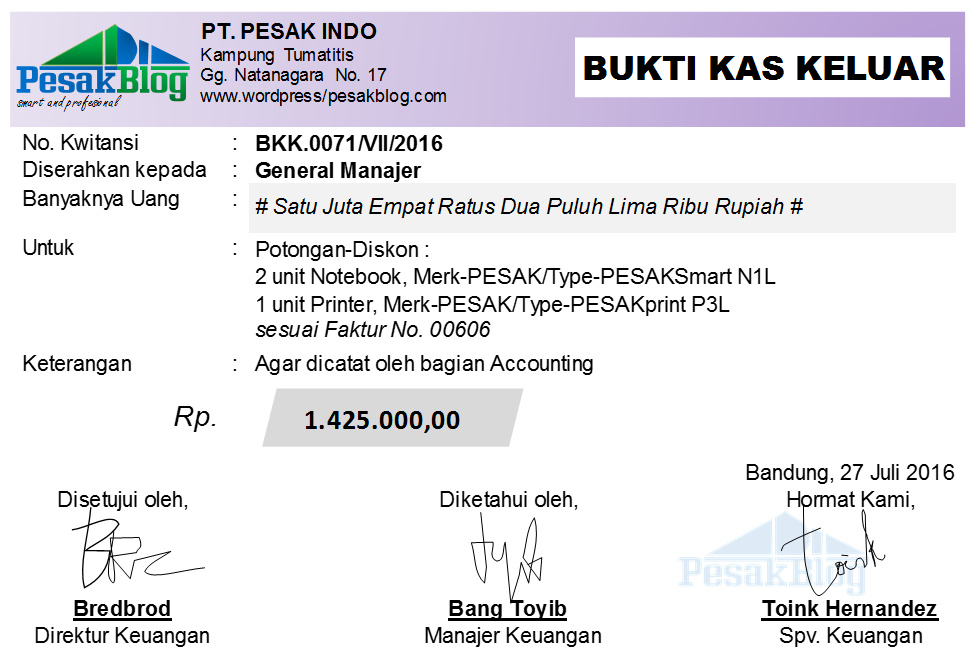 PesakBlog
smart and profesional
PT. PESAK INDO
Kampung Tumatitis
Gg. Natanagara No. 17
www.wordpress/pesakblog.com
BUKTI KAS KELUAR
No. Kwitansi : BKK.0071/VII/2016
Diserahkan kepada : General Manajer
Banyaknya Uang : # Satu Juta Empat Ratus Dua Puluh Lima Ribu Rupiah #
Untuk : Potongan-Diskon :
2 unit Notebook, Merk-PESAK/Type-PESAKSmart N1L
1 unit Printer, Merk-PESAK/Type-PESAKprint P3L
sesuai Faktur No. 00606
Keterangan : Agar dicatat oleh bagian Accounting
Rp. 1.425.000,00
Bandung, 27 Juli 2016
Disetujui oleh, Diketahui oleh, Hormat Kami,
Toink
PesakBlog
Bredbrod Bang Toyib Toink Hernandez
Direktur Keuangan Manajer Keuangan Spv. Keuangan